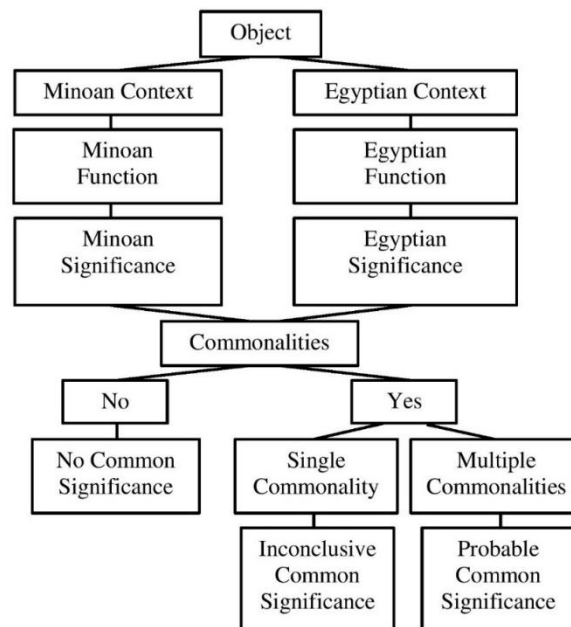 Object
Minoan Context
Egyptian Context
Minoan
Function
Egyptian
Function
Minoan
Significance
Egyptian
Significance
Commonalities
No
Yes
No Common
Significance
Single
Commonality
Multiple
Commonalities
Inconclusive
Common
Significance
Probable
Common
Significance